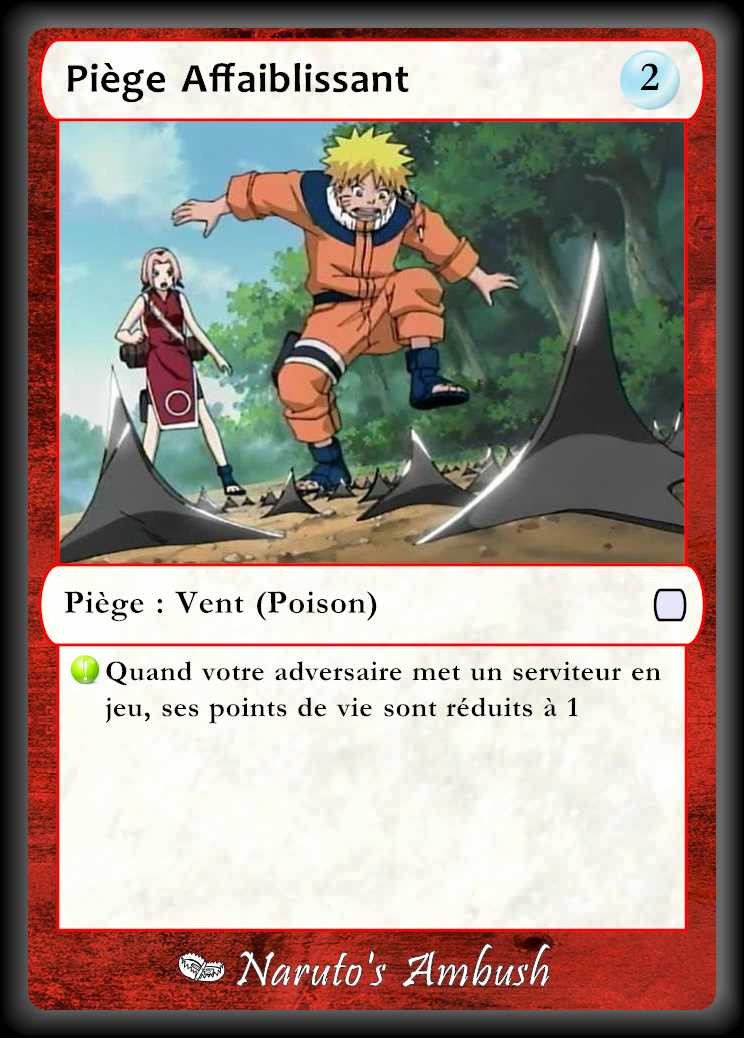 Piège Affaiblissant
2
Piège : Vent (Poison)
! Quand votre adversaire met un serviteur en
jeu, ses points de vie sont réduits à 1
Naruto's Ambush